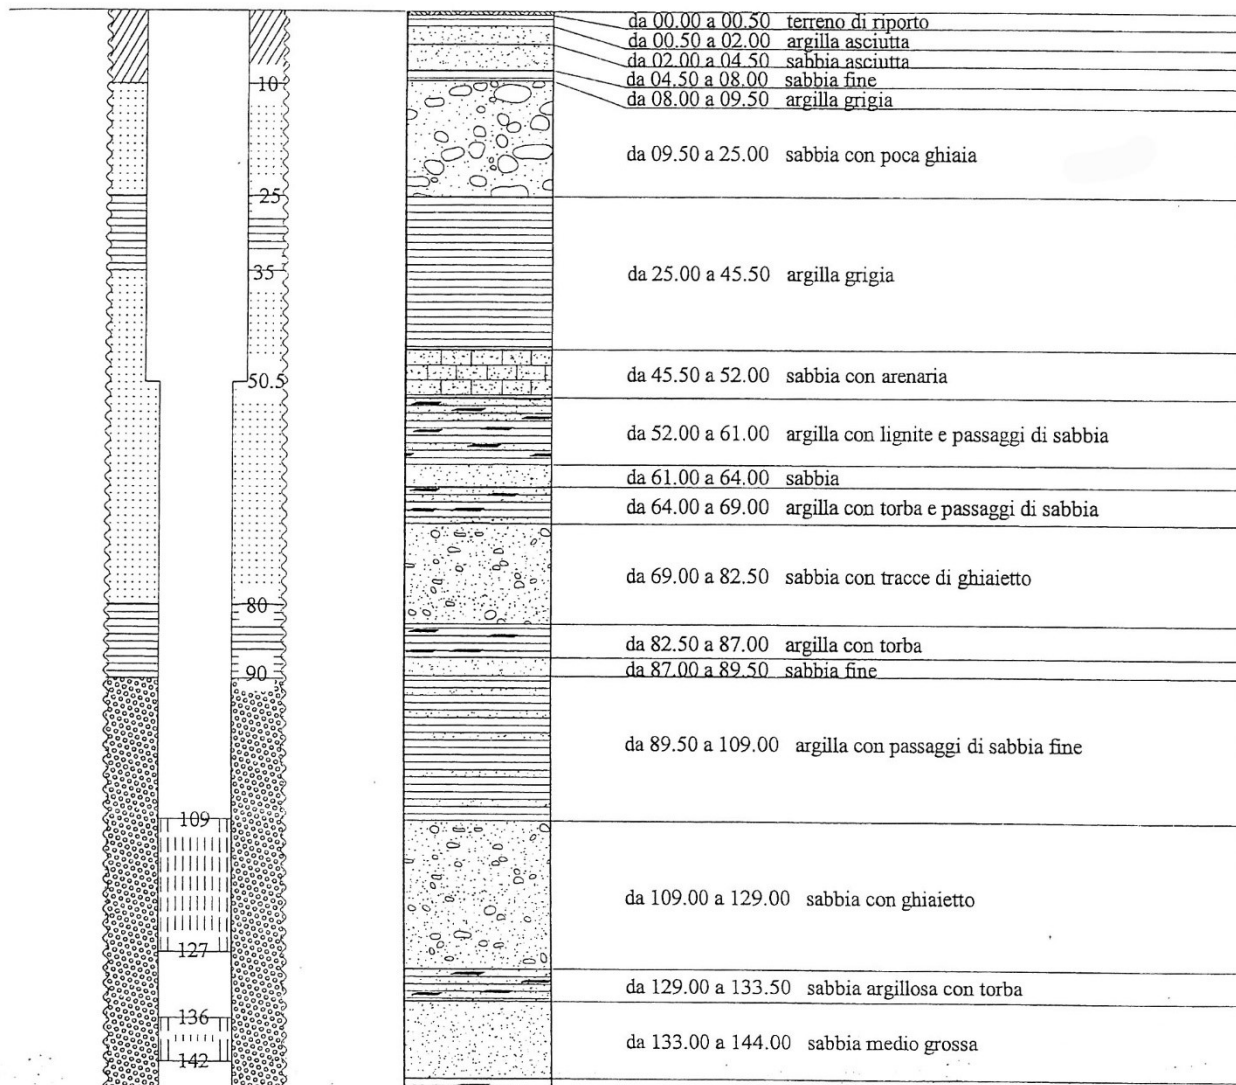 da 00.00 a 00.50 terreno di riporto
da 00.50 a 02.00 argilla asciutta
da 02.00 a 04.50 sabbia asciutta
da 04.50 a 08.00 sabbia fine
10
da 08.00 a 09.50 argilla grigia
da 09.50 a 25.00 sabbia con poca ghiaia
25
35
da 25.00 a 45.50 argilla grigia
da 45.50 a 52.00 sabbia con arenaria
50.5
da 52.00 a 61.00 argilla con lignite e passaggi di sabbia
da 61.00 a 64.00 sabbia
da 64.00 a 69.00 argilla con torba e passaggi di sabbia
da 69.00 a 82.50 sabbia con tracce di ghiaietto
80
da 82.50 a 87.00 argilla con torba
da 87.00 a 89.50 sabbia fine
90
da 89.50 a 109.00 argilla con passaggi di sabbia fine
109
da 109.00 a 129.00 sabbia con ghiaietto
127
da 129.00 a 133.50 sabbia argillosa con torba
136
da 133.00 a 144.00 sabbia medio grossa
142